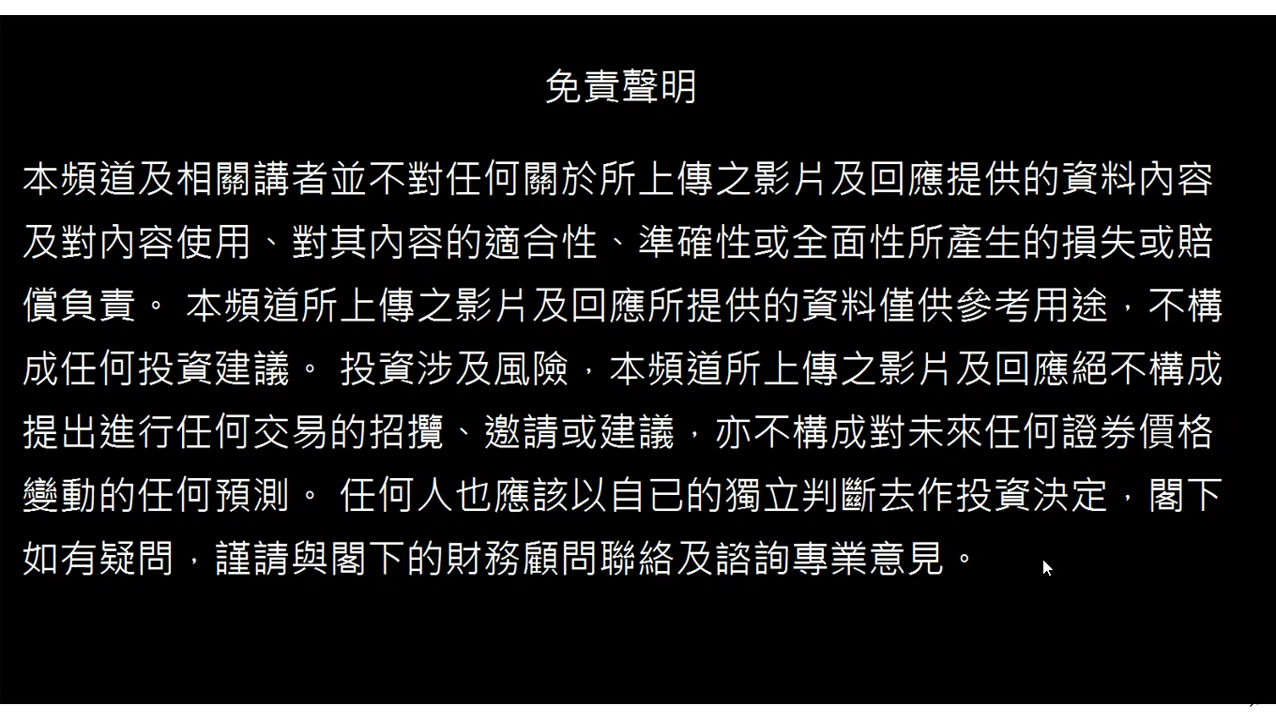 免責聲明
本頻道及相關講者並不對任何關於所上傳之影片及回應提供的資料內容
及對內容使用、對其內容的適合性、準確性或全面性所產生的損失或賠
償負責。 本頻道所上傳之影片及回應所提供的資料僅供參考用途，不構
成任何投資建議。 投資涉及風險，本頻道所上傳之影片及回應絕不構成
提出進行任何交易的招攬、邀請或建議，亦不構成對未來任何證券價格
變動的任何預測。 任何人也應該以自已的獨立判斷去作投資決定，閣下
如有疑問，謹請與閣下的財務顧問聯絡及諮詢專業意見。